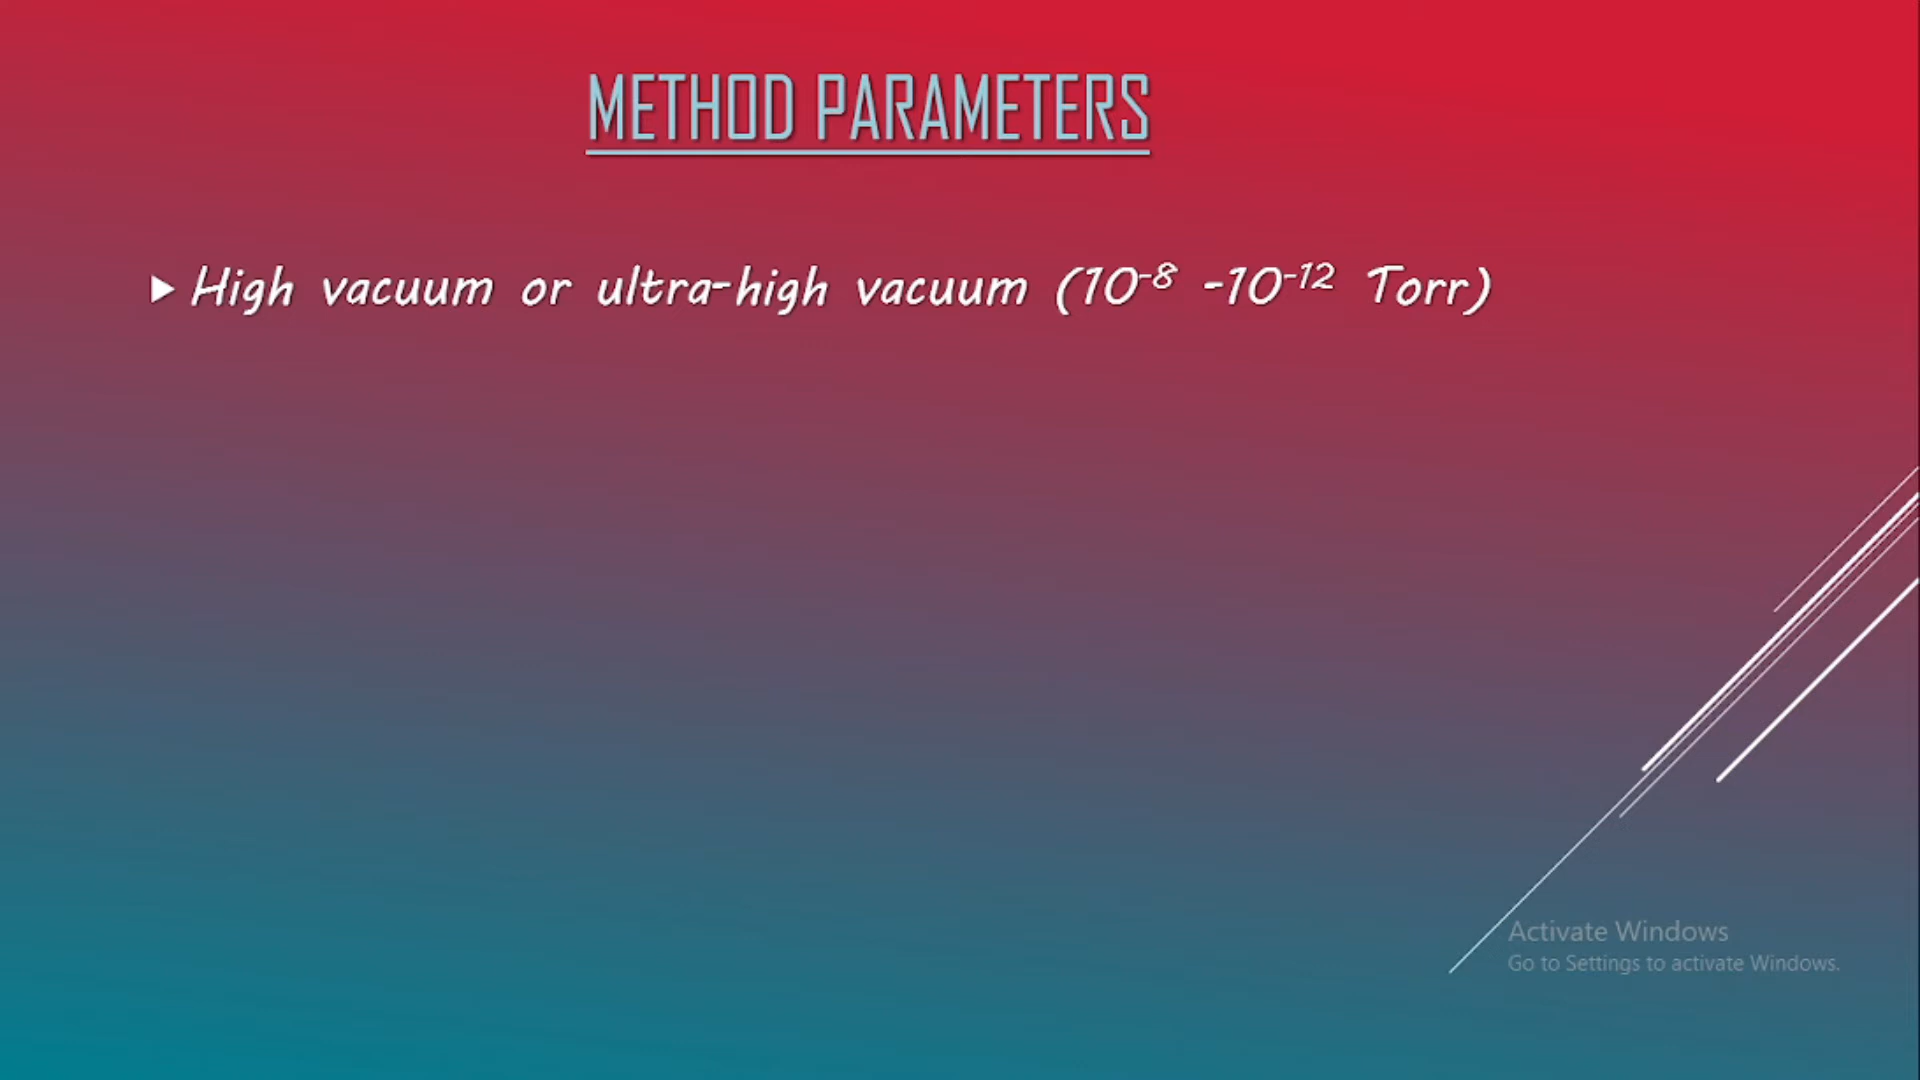 METHOD PARAMETERS
▶ High vacuum or ultra-high vacuum (10⁻⁸ -10⁻¹² Torr)
Activate Windows
Go to Settings to activate Windows.